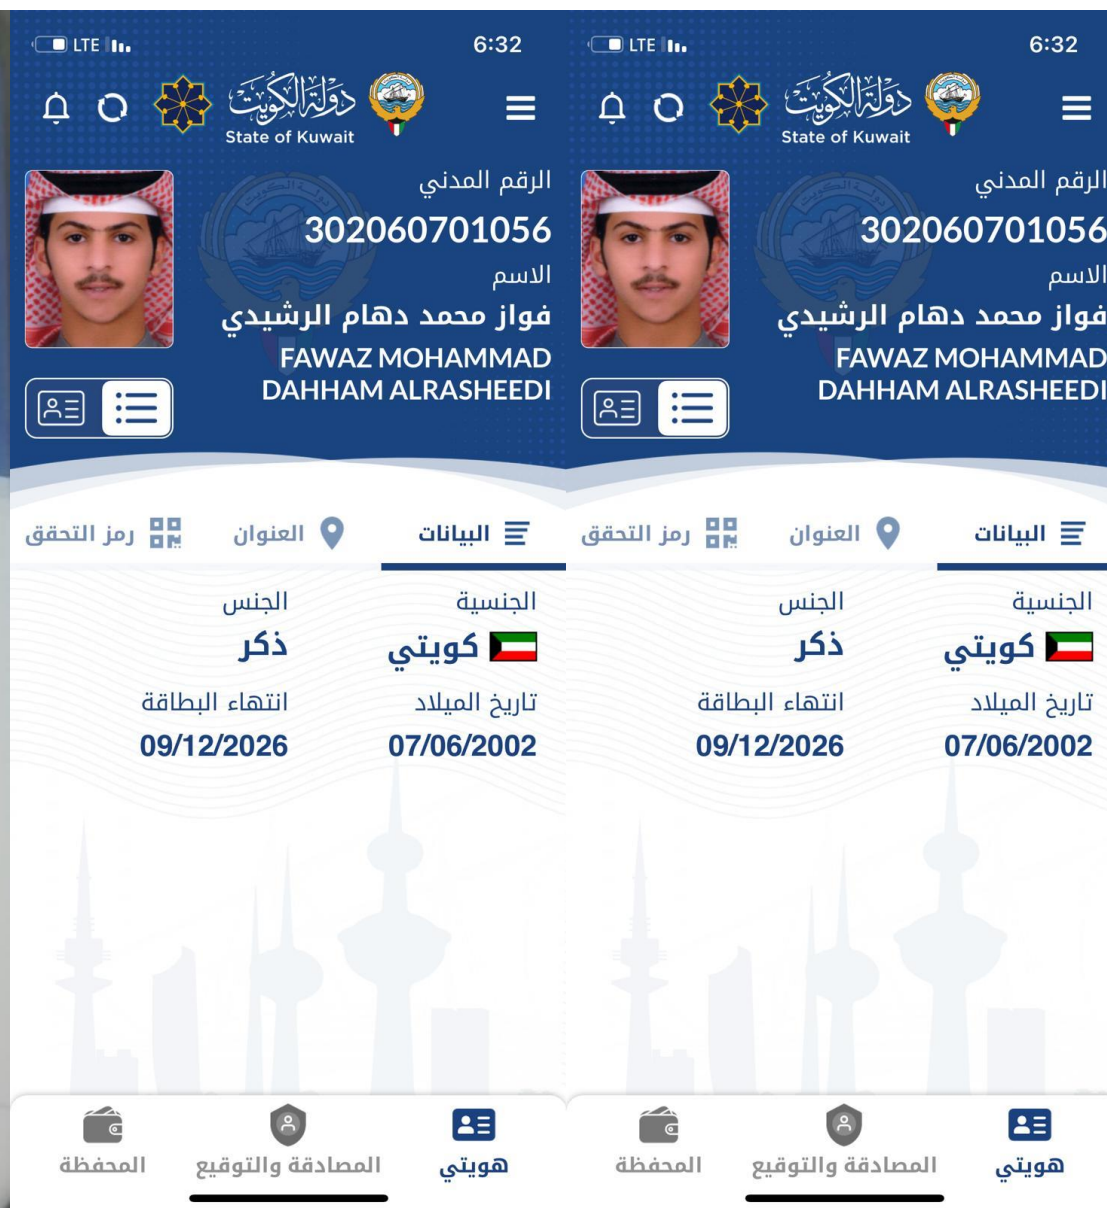 LTE 6:32
دولة الكويت
State of Kuwait
الرقم المدني
302060701056
الاسم
فواز محمد دهام الرشيدي
FAWAZ MOHAMMAD
DAHHAM ALRASHEEDI
البيانات العنوان رمز التحقق
الجنسية الجنس
كويتي ذكر
تاريخ الميلاد انتهاء البطاقة
07/06/2002 09/12/2026
هويتي المصادقة والتوقيع المحفظة
LTE 6:32
دولة الكويت
State of Kuwait
الرقم المدني
302060701056
الاسم
فواز محمد دهام الرشيدي
FAWAZ MOHAMMAD
DAHHAM ALRASHEEDI
البيانات العنوان رمز التحقق
الجنسية الجنس
كويتي ذكر
تاريخ الميلاد انتهاء البطاقة
07/06/2002 09/12/2026
هويتي المصادقة والتوقيع المحفظة